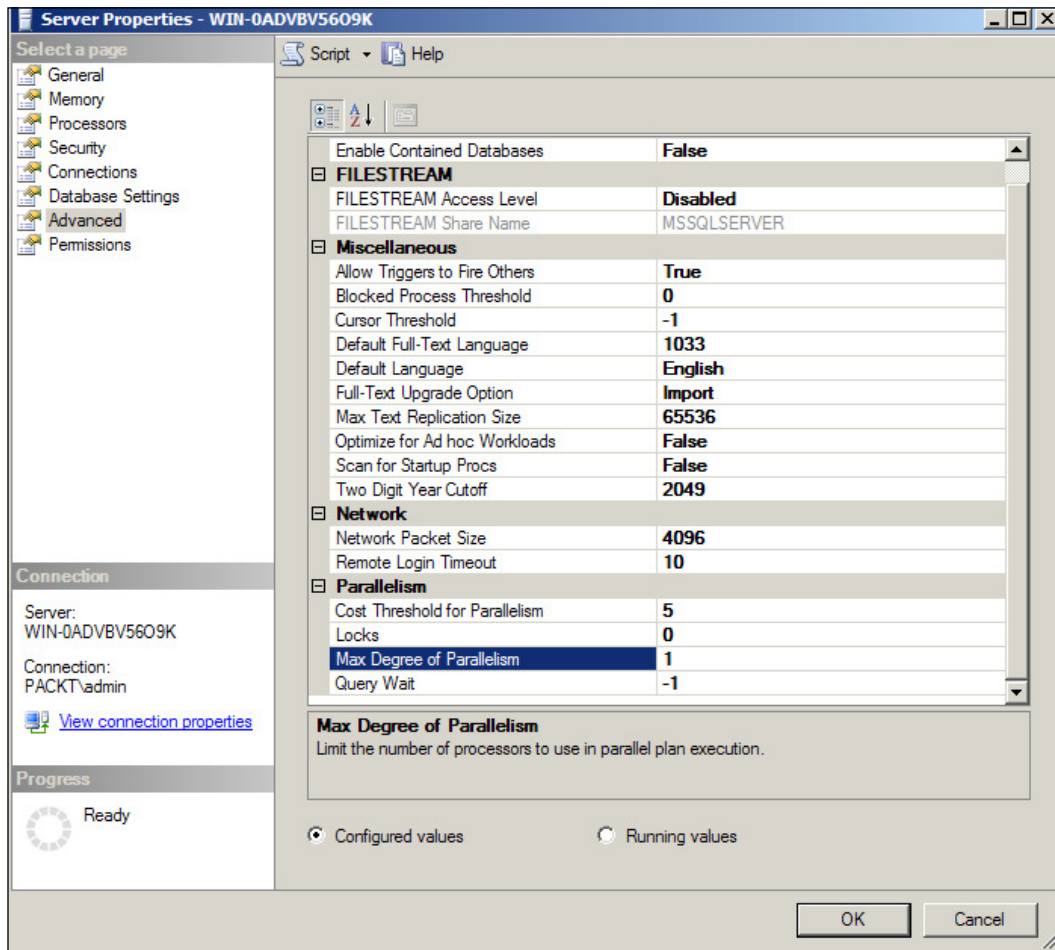 Server Properties - WIN-0ADVBV56O9K
Select a page
General
Memory
Processors
Security
Connections
Database Settings
Advanced
Permissions
Connection
Server:
WIN-0ADVBV56O9K
Connection:
PACKT\admin
View connection properties
Progress
Ready
Script Help
Enable Contained Databases False
FILESTREAM
FILESTREAM Access Level Disabled
FILESTREAM Share Name MSSQLSERVER
Miscellaneous
Allow Triggers to Fire Others True
Blocked Process Threshold 0
Cursor Threshold -1
Default Full-Text Language 1033
Default Language English
Full-Text Upgrade Option Import
Max Text Replication Size 65536
Optimize for Ad hoc Workloads False
Scan for Startup Procs False
Two Digit Year Cutoff 2049
Network
Network Packet Size 4096
Remote Login Timeout 10
Parallelism
Cost Threshold for Parallelism 5
Locks 0
Max Degree of Parallelism 1
Query Wait -1
Max Degree of Parallelism
Limit the number of processors to use in parallel plan execution.
Configured values Running values
OK Cancel